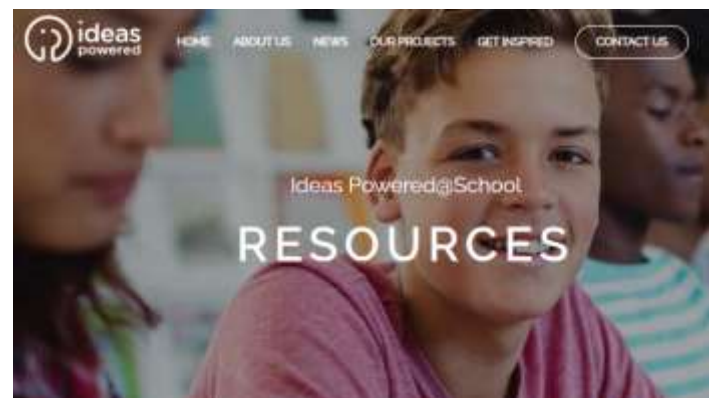 ideas
powered
HOME ABOUT US NEWS OUR PROJECTS GET INSPIRED CONTACT US
Ideas Powered@School
RESOURCES